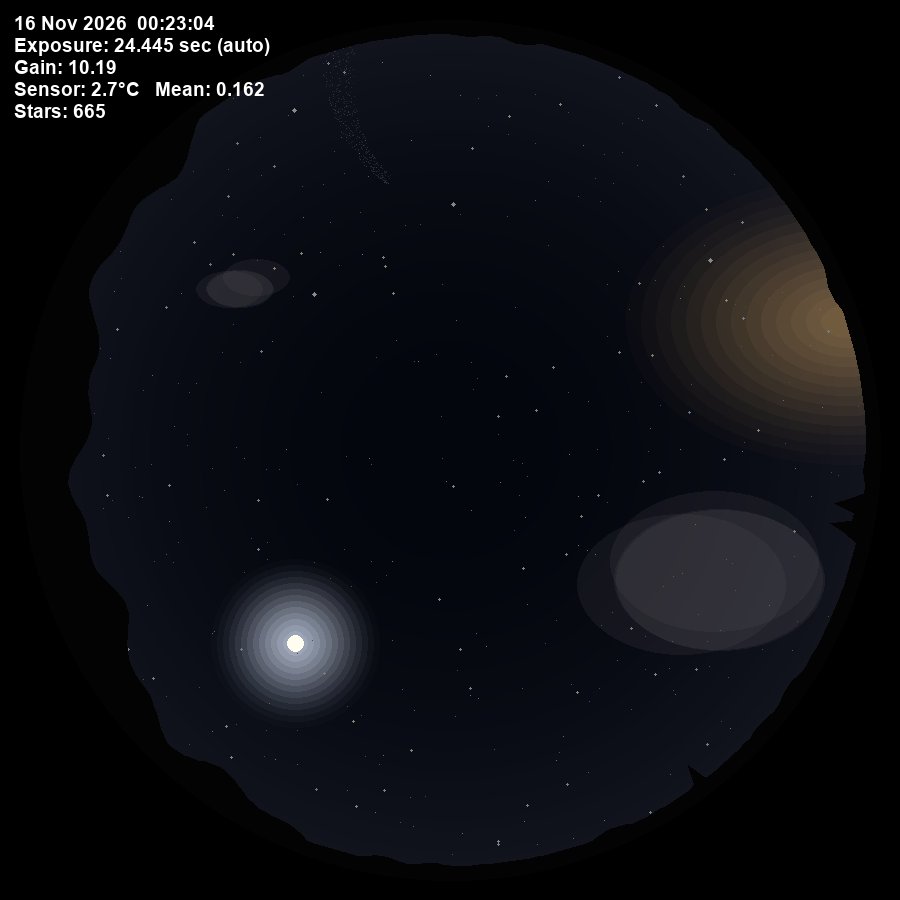 16 Nov 2026  00:23:04
Exposure: 24.445 sec (auto)
Gain: 10.19
Sensor: 2.7°C   Mean: 0.162
Stars: 665